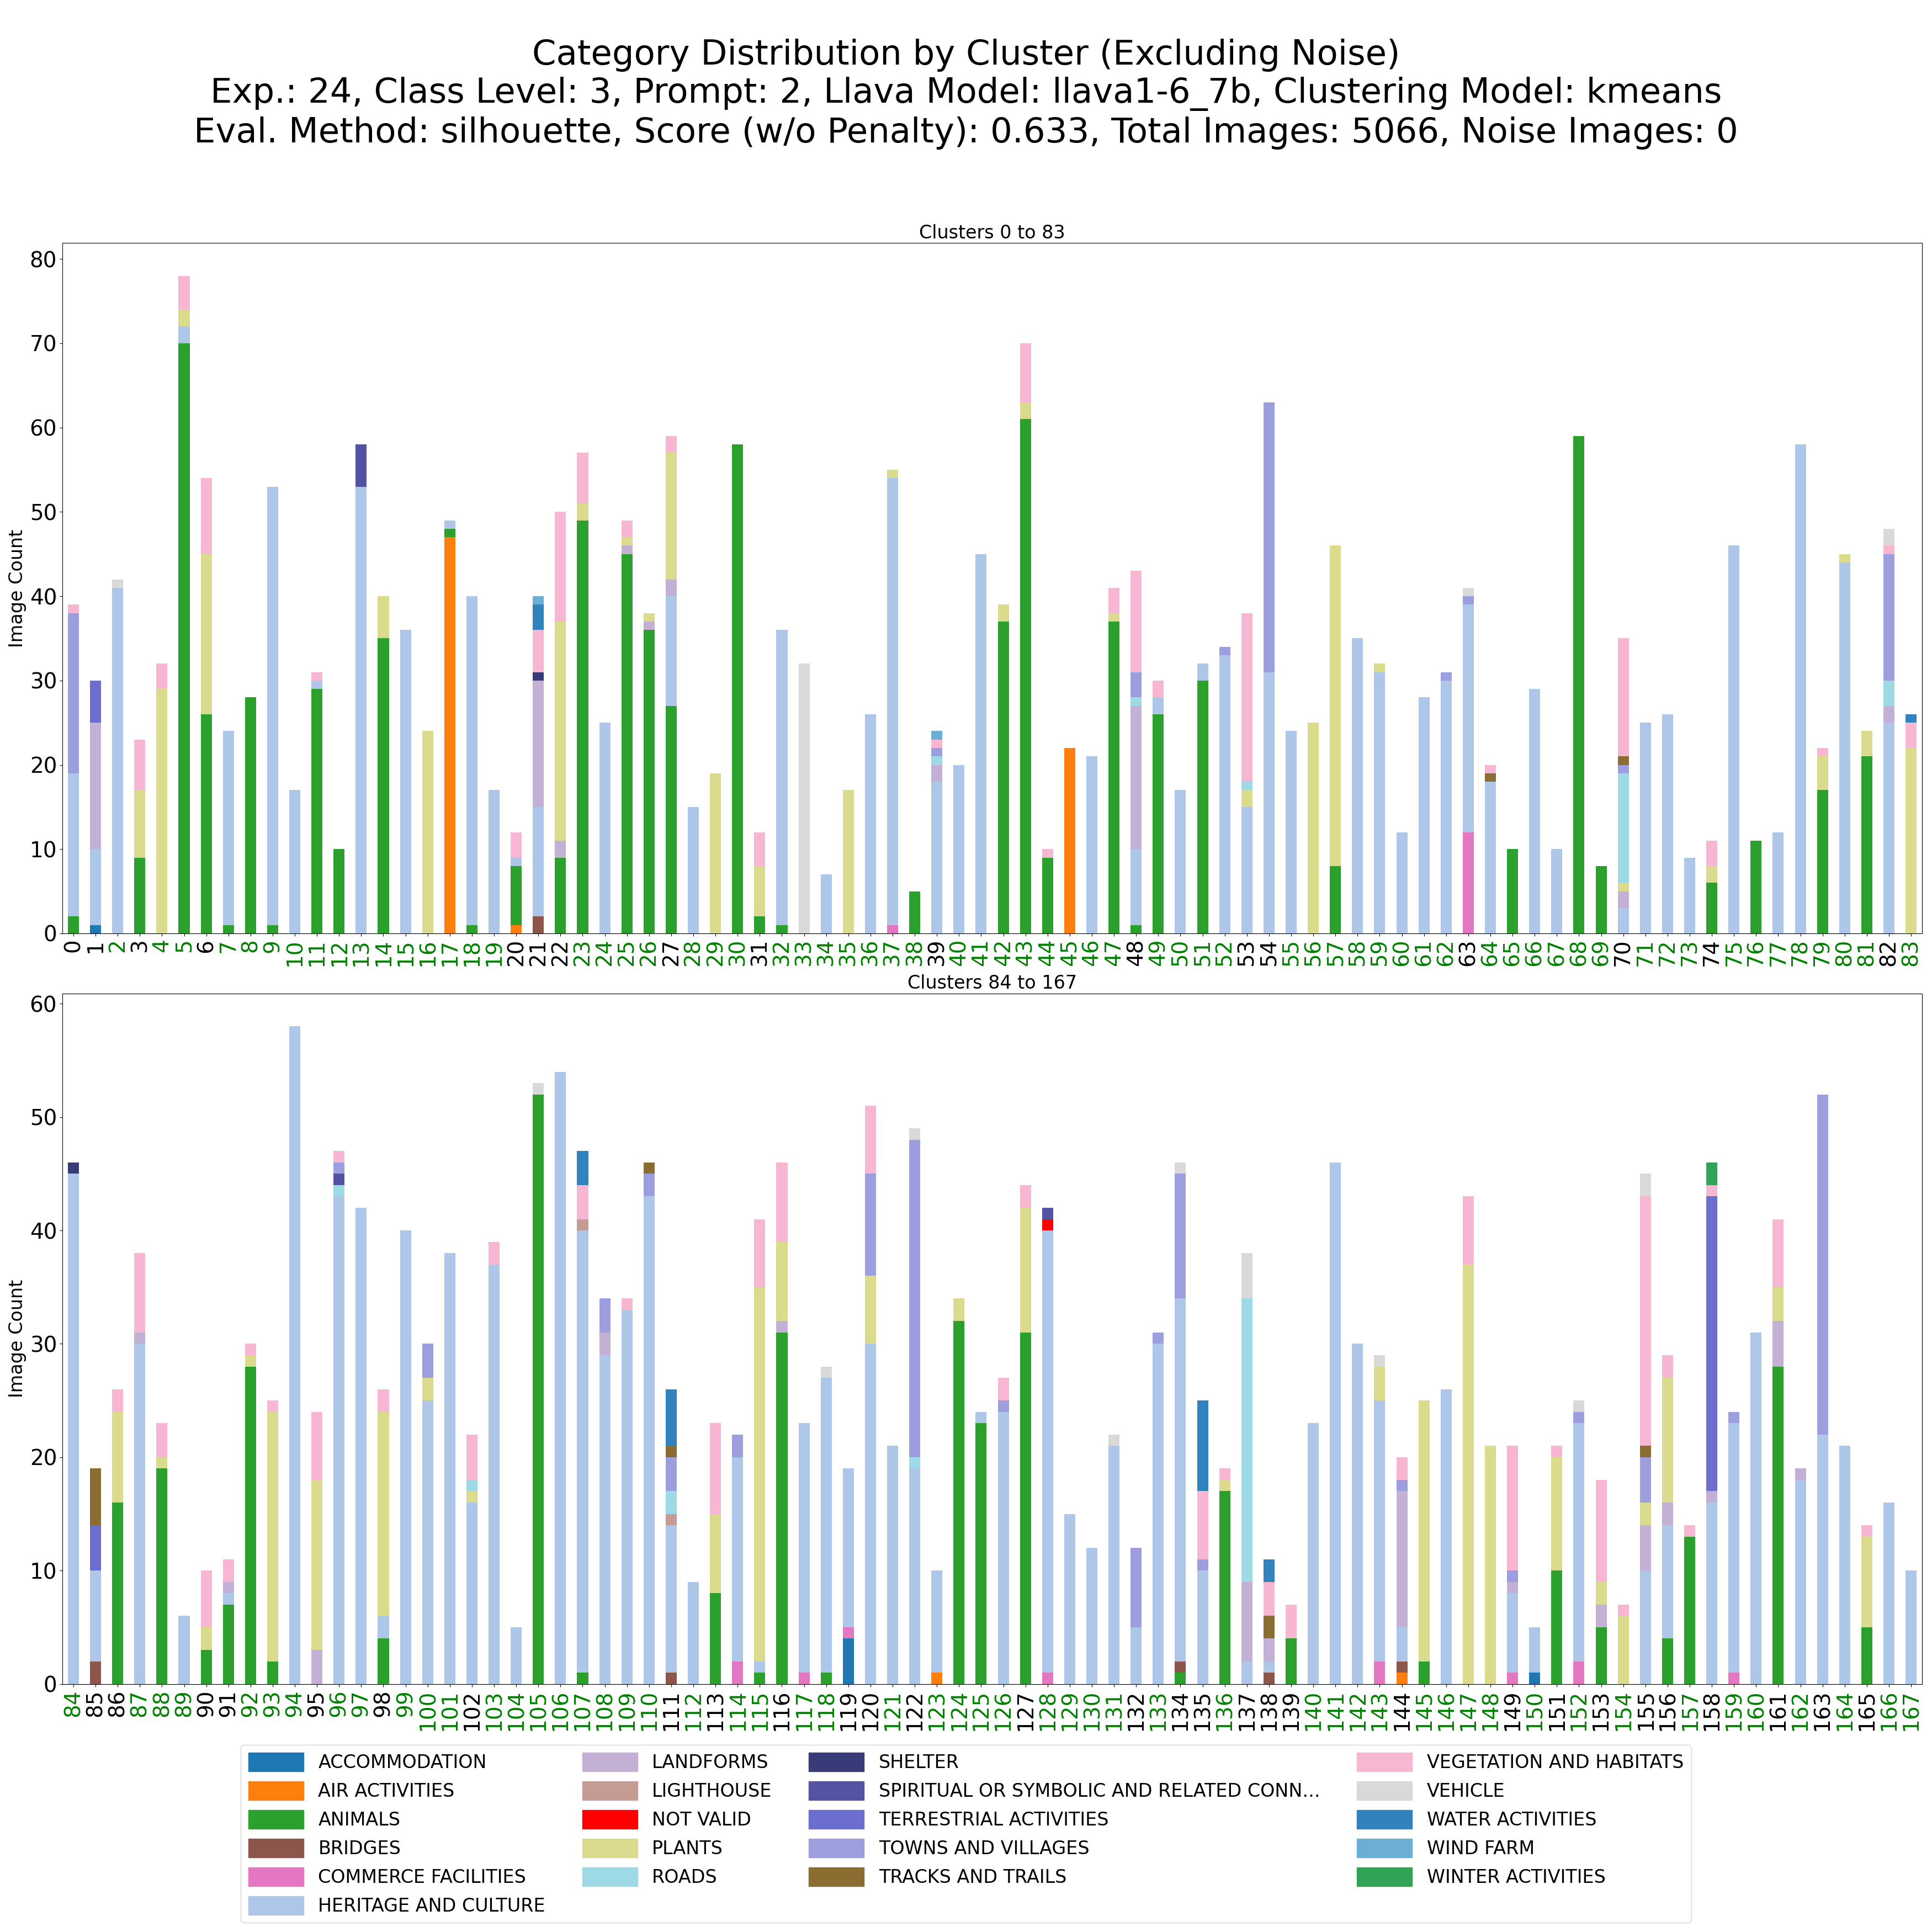 Category Distribution by Cluster (Excluding Noise)
Exp.: 24, Class Level: 3, Prompt: 2, Llava Model: llava1-6_7b, Clustering Model: kmeans
Eval. Method: silhouette, Score (w/o Penalty): 0.633, Total Images: 5066, Noise Images: 0
Clusters 0 to 83
80
70
60
50
40
30
20
10
0
Image Count
0 1 2 3 4 5 6 7 8 9 10 11 12 13 14 15 16 17 18 19 20 21 22 23 24 25 26 27 28 29 30 31 32 33 34 35 36 37 38 39 40 41 42 43 44 45 46 47 48 49 50 51 52 53 54 55 56 57 58 59 60 61 62 63 64 65 66 67 68 69 70 71 72 73 74 75 76 77 78 79 80 81 82 83
Clusters 84 to 167
60
50
40
30
20
10
0
Image Count
84 85 86 87 88 89 90 91 92 93 94 95 96 97 98 99 100 101 102 103 104 105 106 107 108 109 110 111 112 113 114 115 116 117 118 119 120 121 122 123 124 125 126 127 128 129 130 131 132 133 134 135 136 137 138 139 140 141 142 143 144 145 146 147 148 149 150 151 152 153 154 155 156 157 158 159 160 161 162 163 164 165 166 167
ACCOMMODATION
AIR ACTIVITIES
ANIMALS
BRIDGES
COMMERCE FACILITIES
HERITAGE AND CULTURE
LANDFORMS
LIGHTHOUSE
NOT VALID
PLANTS
ROADS
SHELTER
SPIRITUAL OR SYMBOLIC AND RELATED CONN...
TERRESTRIAL ACTIVITIES
TOWNS AND VILLAGES
TRACKS AND TRAILS
VEGETATION AND HABITATS
VEHICLE
WATER ACTIVITIES
WIND FARM
WINTER ACTIVITIES